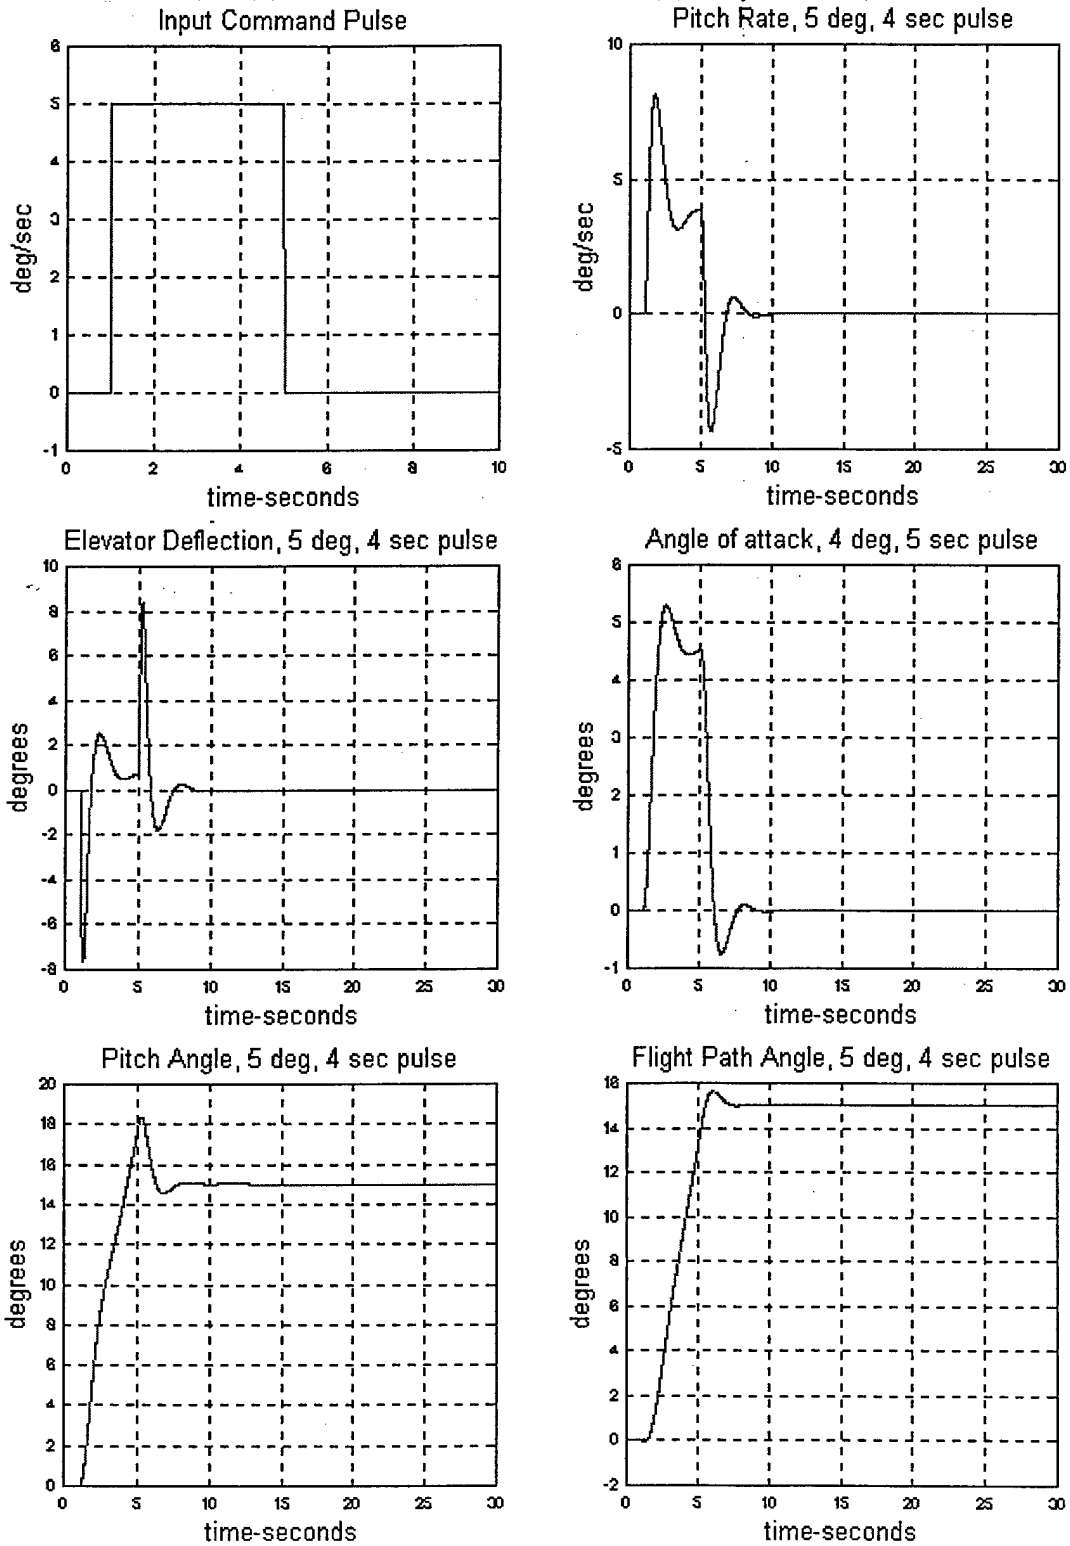 Input Command Pulse
6
5
4
3
2
1
0
-1
deg/sec
0 2 4 6 8 10
time-seconds
Pitch Rate, 5 deg, 4 sec pulse
10
5
0
-5
deg/sec
0 5 10 15 20 25 30
time-seconds
Elevator Deflection, 5 deg, 4 sec pulse
10
8
6
4
2
0
-2
-4
-6
-8
degrees
0 5 10 15 20 25 30
time-seconds
Angle of attack, 4 deg, 5 sec pulse
6
5
4
3
2
1
0
-1
degrees
0 5 10 15 20 25 30
time-seconds
Pitch Angle, 5 deg, 4 sec pulse
20
18
16
14
12
10
8
6
4
2
0
degrees
0 5 10 15 20 25 30
time-seconds
Flight Path Angle, 5 deg, 4 sec pulse
16
14
12
10
8
6
4
2
0
-2
degrees
0 5 10 15 20 25 30
time-seconds